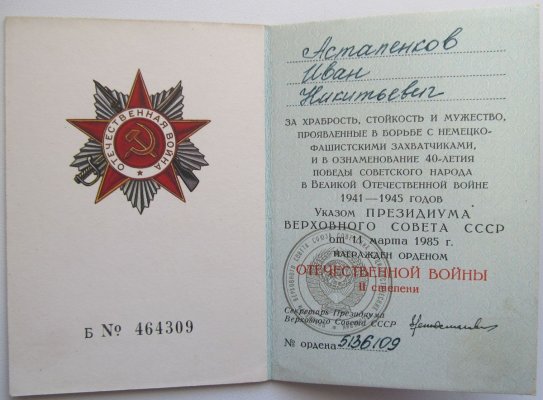 ОТЕЧЕСТВЕННАЯ ВОЙНА
Б № 464309
Астапенков
Иван
Никитьевич
ЗА ХРАБРОСТЬ, СТОЙКОСТЬ И МУЖЕСТВО,
ПРОЯВЛЕННЫЕ В БОРЬБЕ С НЕМЕЦКО-
ФАШИСТСКИМИ ЗАХВАТЧИКАМИ,
И В ОЗНАМЕНОВАНИЕ 40-ЛЕТИЯ
ПОБЕДЫ СОВЕТСКОГО НАРОДА
В ВЕЛИКОЙ ОТЕЧЕСТВЕННОЙ ВОЙНЕ
1941—1945 ГОДОВ
Указом ПРЕЗИДИУМА
ВЕРХОВНОГО СОВЕТА СССР
от 11 марта 1985 г.
НАГРАЖДЕН ОРДЕНОМ
ОТЕЧЕСТВЕННОЙ ВОЙНЫ
II степени
Секретарь Президиума
Верховного Совета СССР
№ ордена 5136109